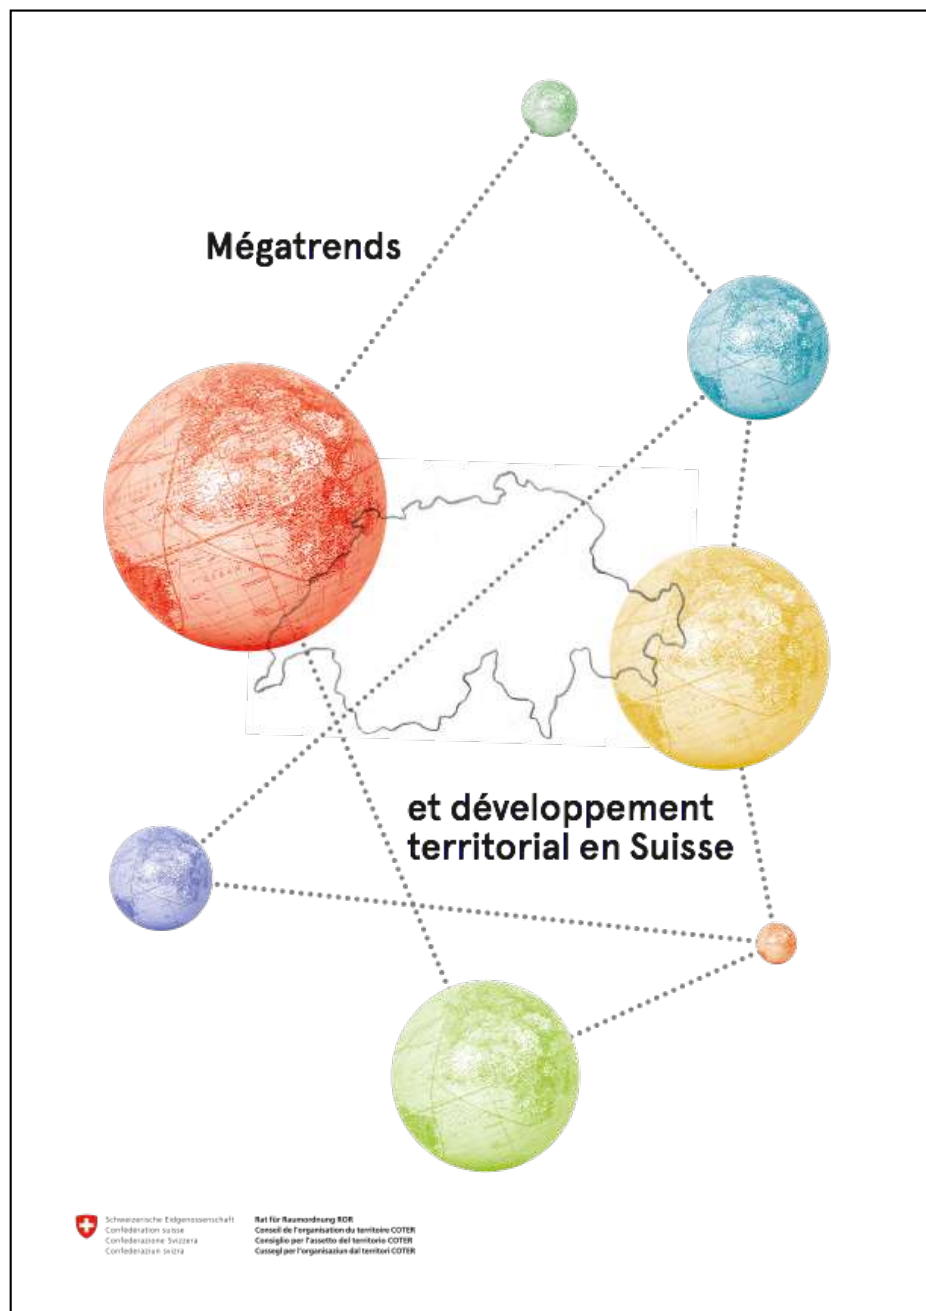 Mégatrends
et développement
territorial en Suisse
Schweizerische Eidgenossenschaft
Confédération suisse
Confederazione Svizzera
Confederaziun svizra
Rat für Raumordnung ROR
Conseil de l'organisation du territoire COTER
Consiglio per l'assetto del territorio COTER
Cussegl per l'organisaziun dal territori COTER